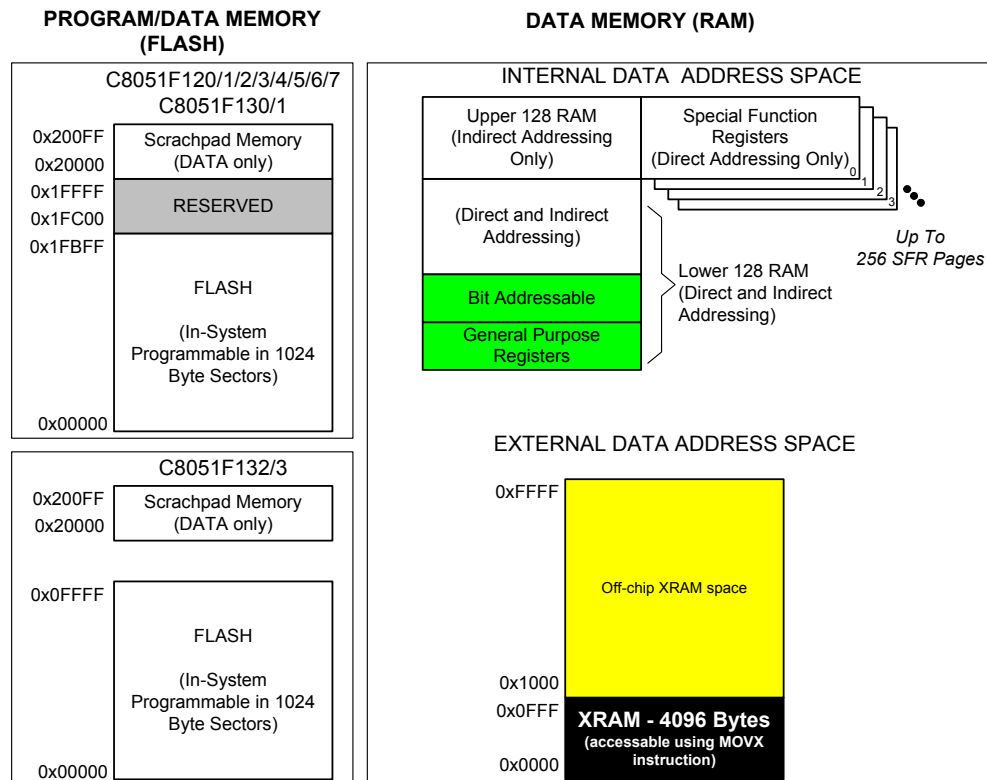 PROGRAM/DATA MEMORY
(FLASH)
C8051F120/1/2/3/4/5/6/7
C8051F130/1
0x200FF
0x20000
Scrachpad Memory
(DATA only)
0x1FFFF
0x1FC00
RESERVED
0x1FBFF
FLASH
(In-System
Programmable in 1024
Byte Sectors)
0x00000
C8051F132/3
0x200FF
0x20000
Scrachpad Memory
(DATA only)
0x0FFFF
FLASH
(In-System
Programmable in 1024
Byte Sectors)
0x00000
DATA MEMORY (RAM)
INTERNAL DATA ADDRESS SPACE
Upper 128 RAM
(Indirect Addressing
Only)
Special Function
Registers
(Direct Addressing Only)
0
1
2
3
Up To
256 SFR Pages
(Direct and Indirect
Addressing)
Bit Addressable
General Purpose
Registers
Lower 128 RAM
(Direct and Indirect
Addressing)
EXTERNAL DATA ADDRESS SPACE
0xFFFF
Off-chip XRAM space
0x1000
0x0FFF
XRAM - 4096 Bytes
(accessable using MOVX
instruction)
0x0000